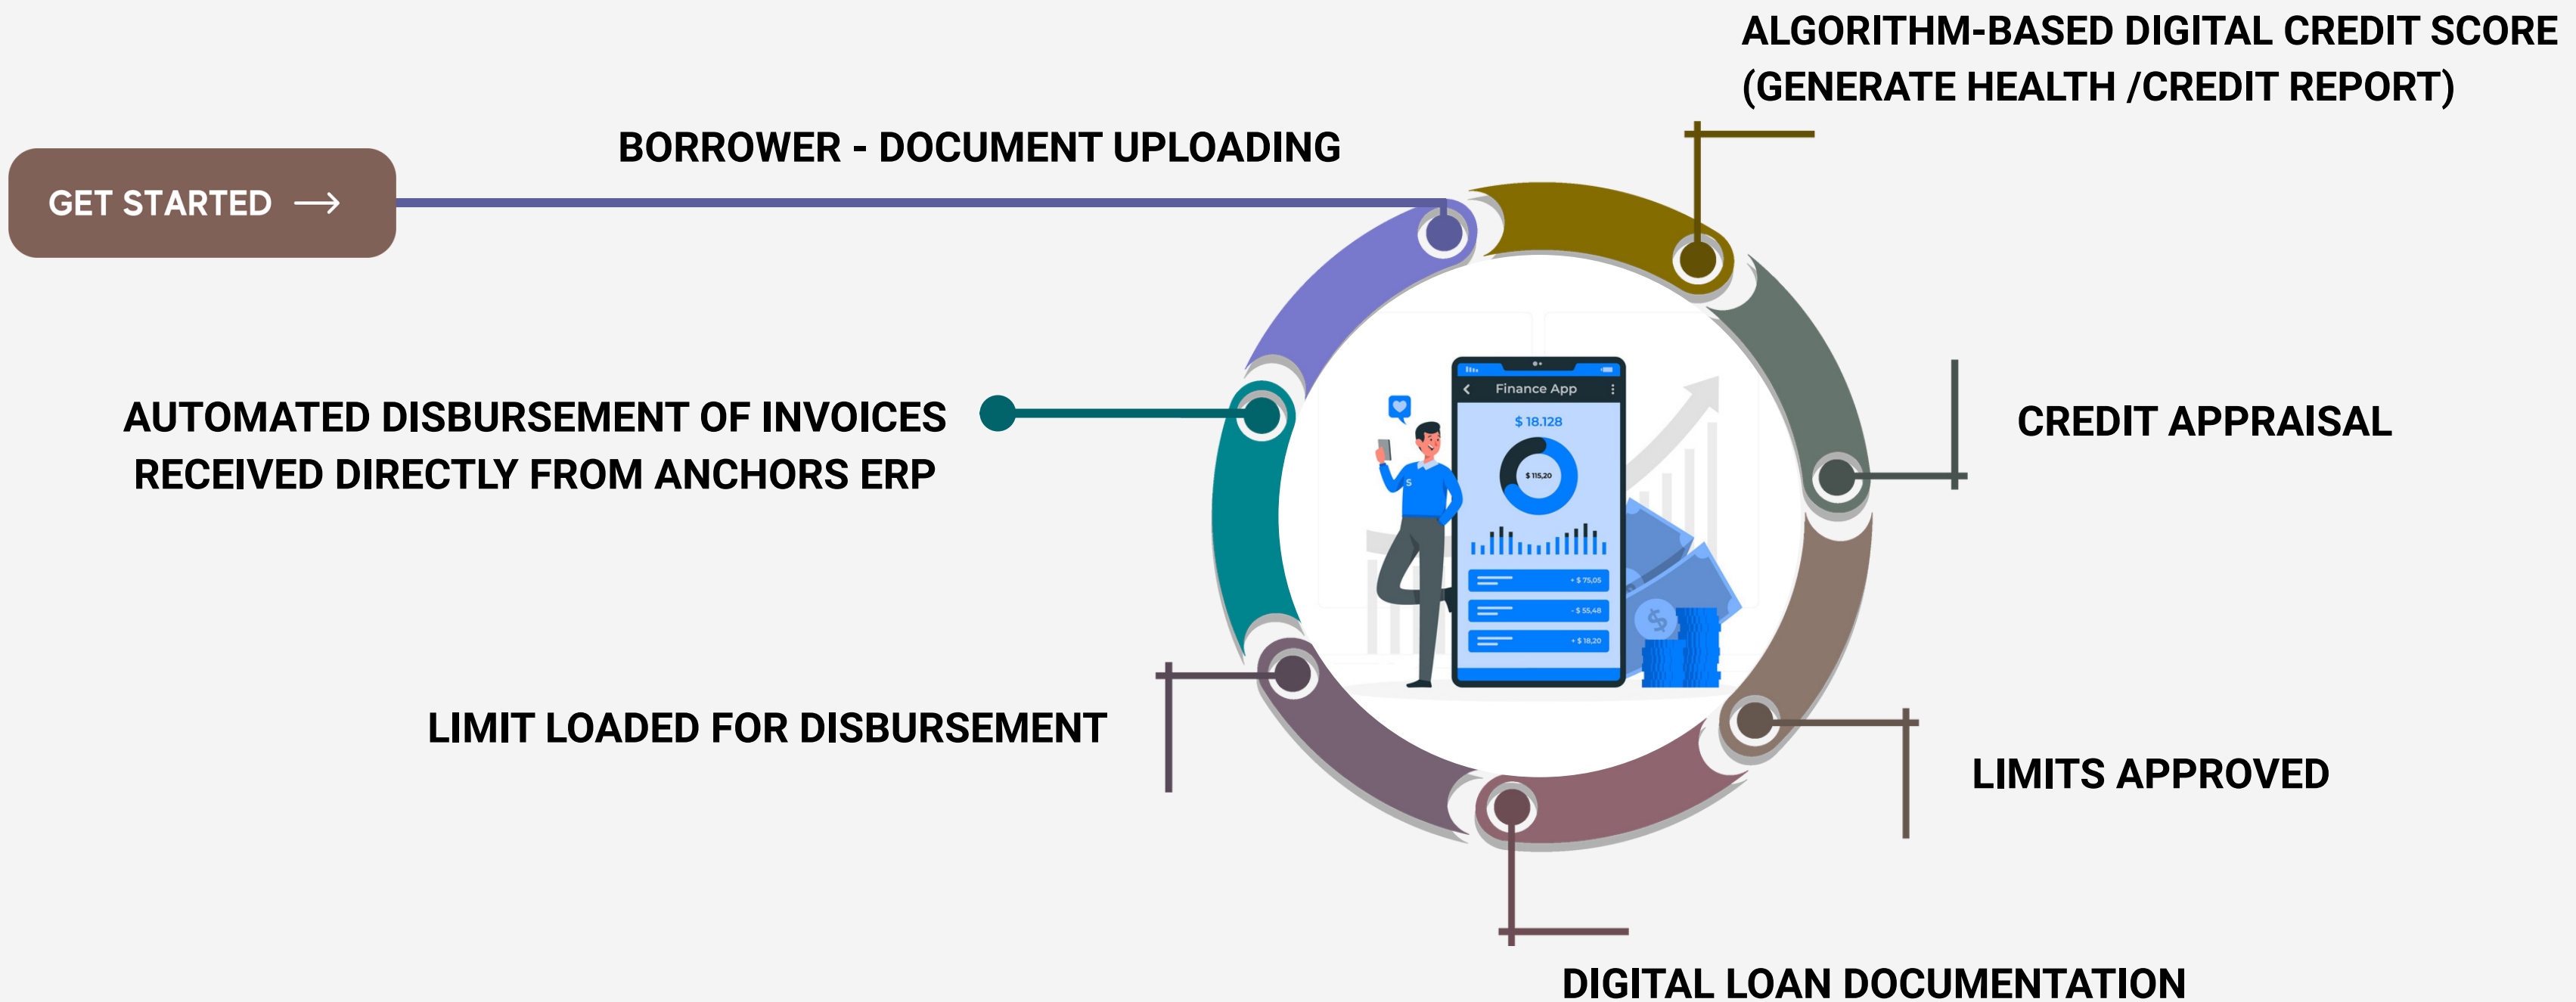 ALGORITHM-BASED DIGITAL CREDIT SCORE
(GENERATE HEALTH /CREDIT REPORT)
BORROWER - DOCUMENT UPLOADING
GET STARTED →
AUTOMATED DISBURSEMENT OF INVOICES
RECEIVED DIRECTLY FROM ANCHORS ERP
Finance App
$ 18.128
$ 115,20
S
+ $ 75,05
- $ 55,48
+ $ 18,20
$
CREDIT APPRAISAL
LIMIT LOADED FOR DISBURSEMENT
LIMITS APPROVED
DIGITAL LOAN DOCUMENTATION